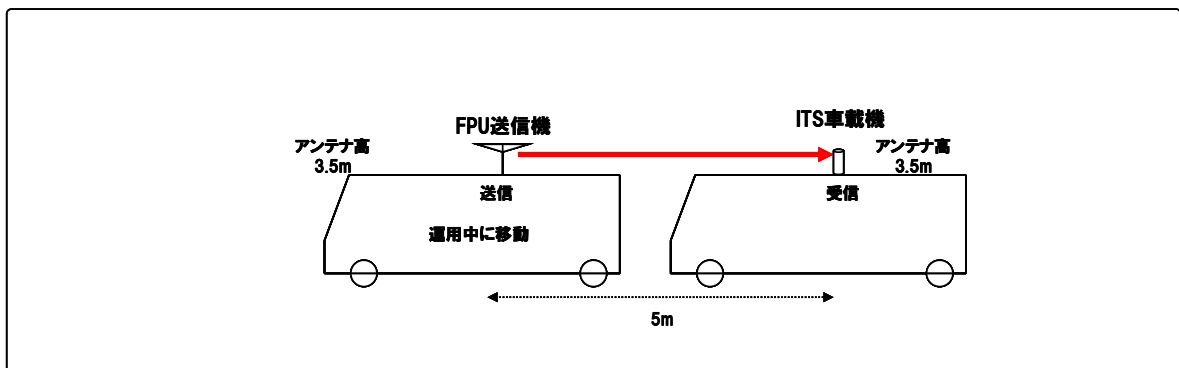 FPU送信機
ITS車載機
アンテナ高
3.5m
アンテナ高
3.5m
送信
受信
運用中に移動
5m